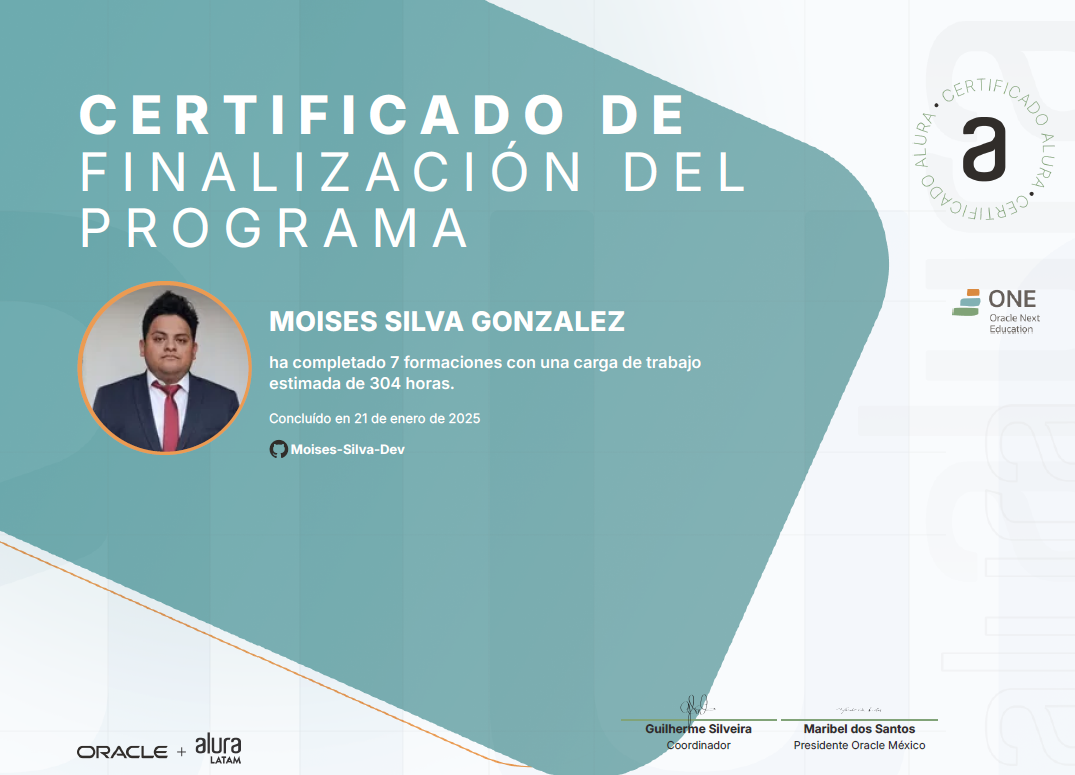 CERTIFICADO DE
FINALIZACIÓN DEL
PROGRAMA
CERTIFICADO ALURA • CERTIFICADO ALURA •
a
ONE
Oracle Next
Education
MOISES SILVA GONZALEZ
ha completado 7 formaciones con una carga de trabajo
estimada de 304 horas.
Concluído en 21 de enero de 2025
Moises-Silva-Dev
Guilherme Silveira
Coordinador
Maribel dos Santos
Presidente Oracle México
ORACLE + alura
LATAM
alura
alura